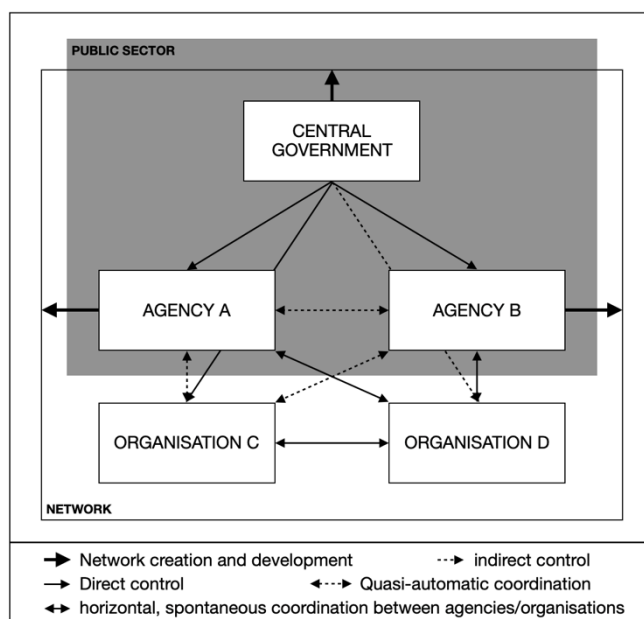 PUBLIC SECTOR
CENTRAL
GOVERNMENT
AGENCY A
AGENCY B
ORGANISATION C
ORGANISATION D
NETWORK
Network creation and development
indirect control
Direct control
Quasi-automatic coordination
horizontal, spontaneous coordination between agencies/organisations